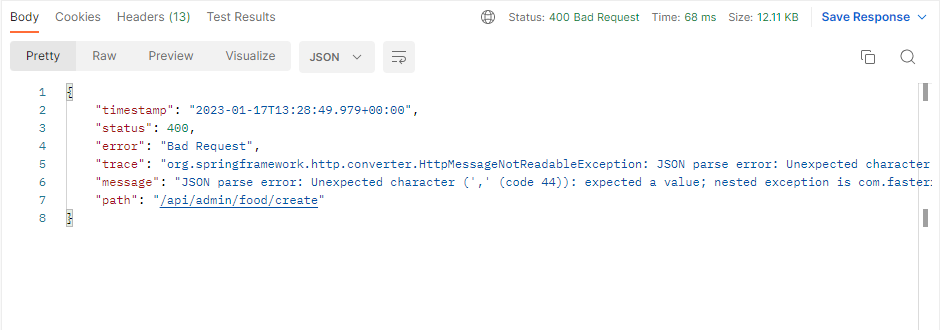 Body Cookies Headers (13) Test Results Status: 400 Bad Request Time: 68 ms Size: 12.11 KB Save Response
Pretty Raw Preview Visualize JSON
1 {
2 "timestamp": "2023-01-17T13:28:49.979+00:00",
3 "status": 400,
4 "error": "Bad Request",
5 "trace": "org.springframework.http.converter.HttpMessageNotReadableException: JSON parse error: Unexpected character
6 "message": "JSON parse error: Unexpected character (',' (code 44)): expected a value; nested exception is com.faster
7 "path": "/api/admin/food/create"
8 }